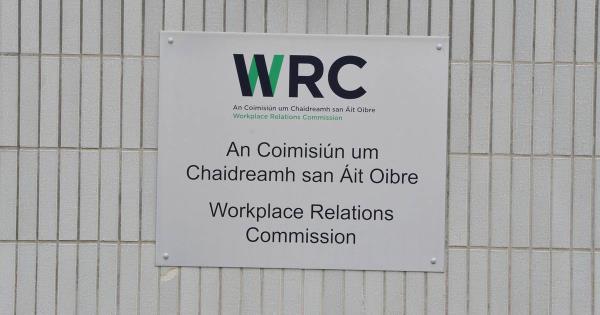 WRC
An Coimisiún um Chaidreamh san Áit Oibre
Workplace Relations Commission
An Coimisiún um
Chaidreamh san Áit Oibre
Workplace Relations
Commission